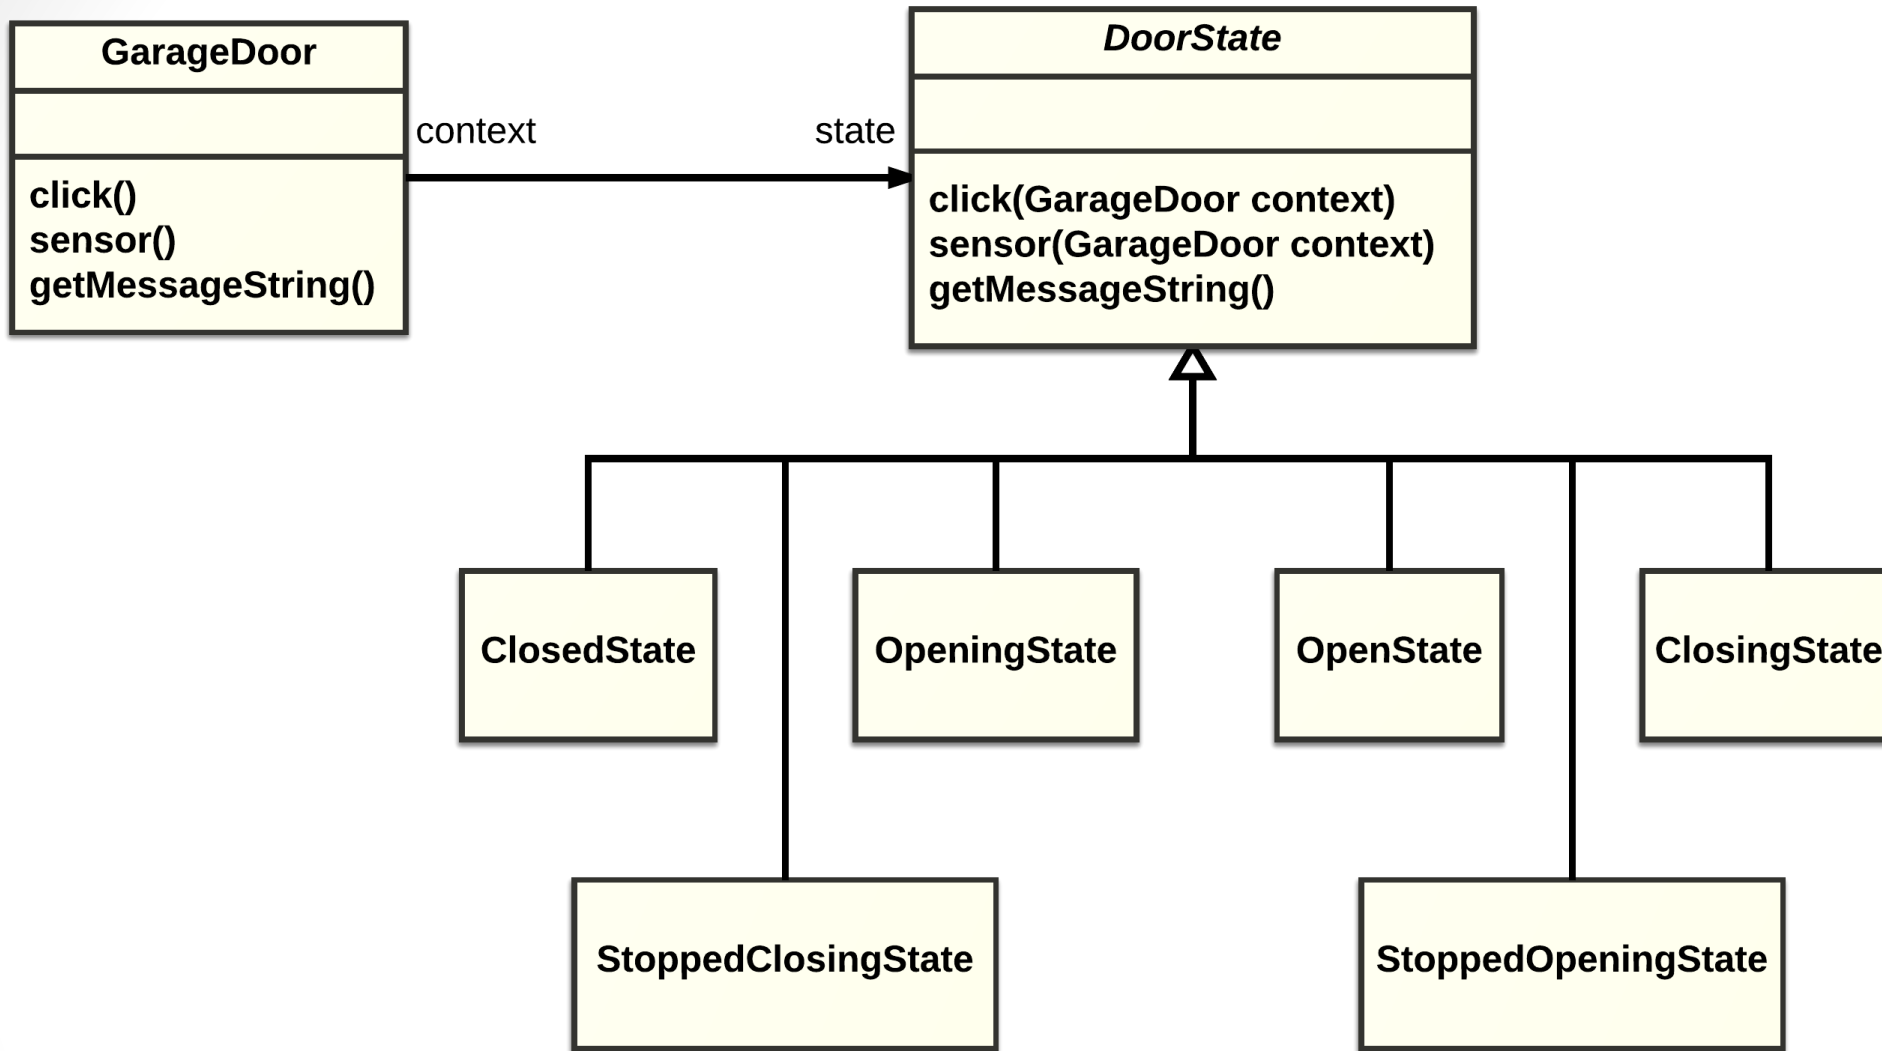 GarageDoor
click()
sensor()
getMessageString()
context
state
DoorState
click(GarageDoor context)
sensor(GarageDoor context)
getMessageString()
ClosedState
OpeningState
OpenState
ClosingState
StoppedClosingState
StoppedOpeningState